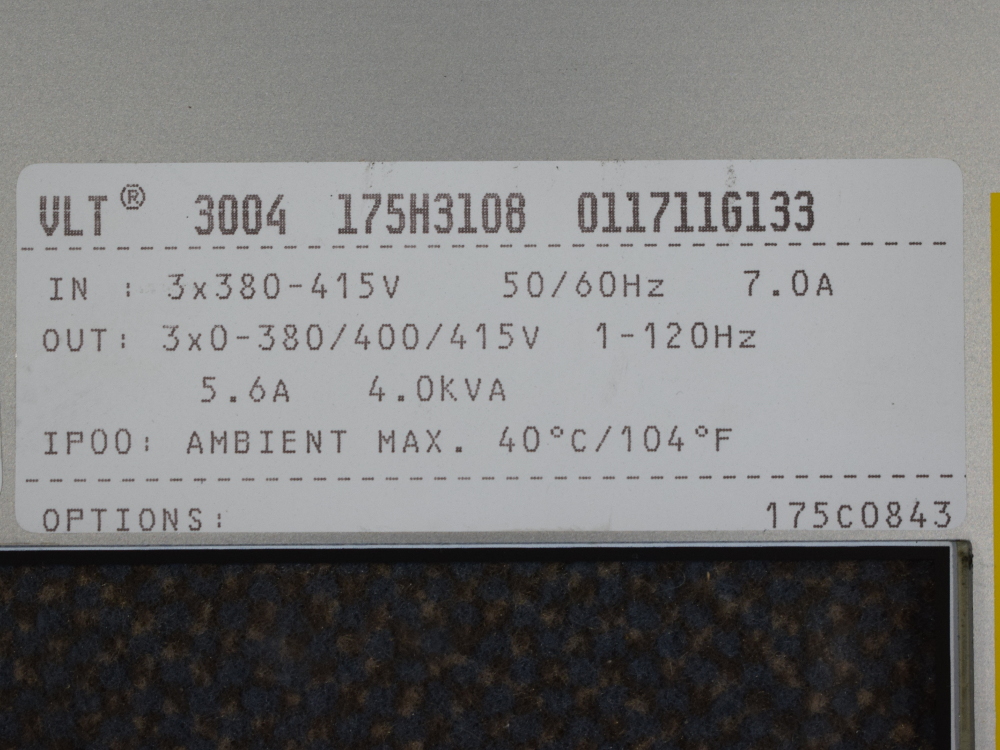 VLT® 3004 175H3108 011711G133
IN : 3x380-415V 50/60Hz 7.0A
OUT: 3x0-380/400/415V 1-120Hz
5.6A 4.0KVA
IP00: AMBIENT MAX. 40°C/104°F
OPTIONS: 175C0843